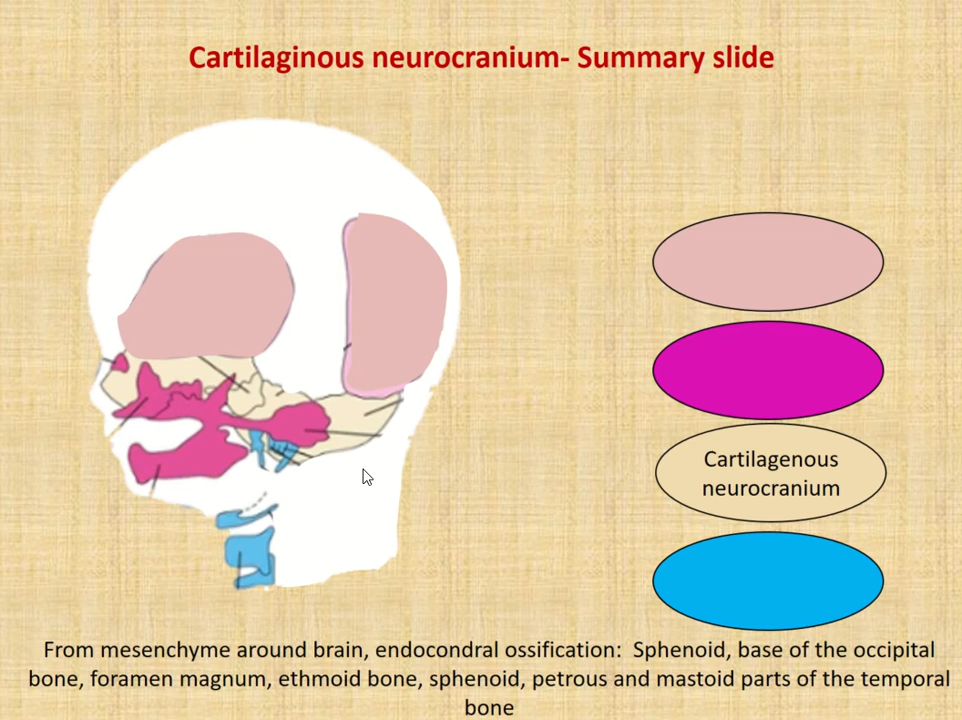 Cartilaginous neurocranium- Summary slide
Cartilagenous
neurocranium
From mesenchyme around brain, endocondral ossification:  Sphenoid, base of the occipital
bone, foramen magnum, ethmoid bone, sphenoid, petrous and mastoid parts of the temporal
bone